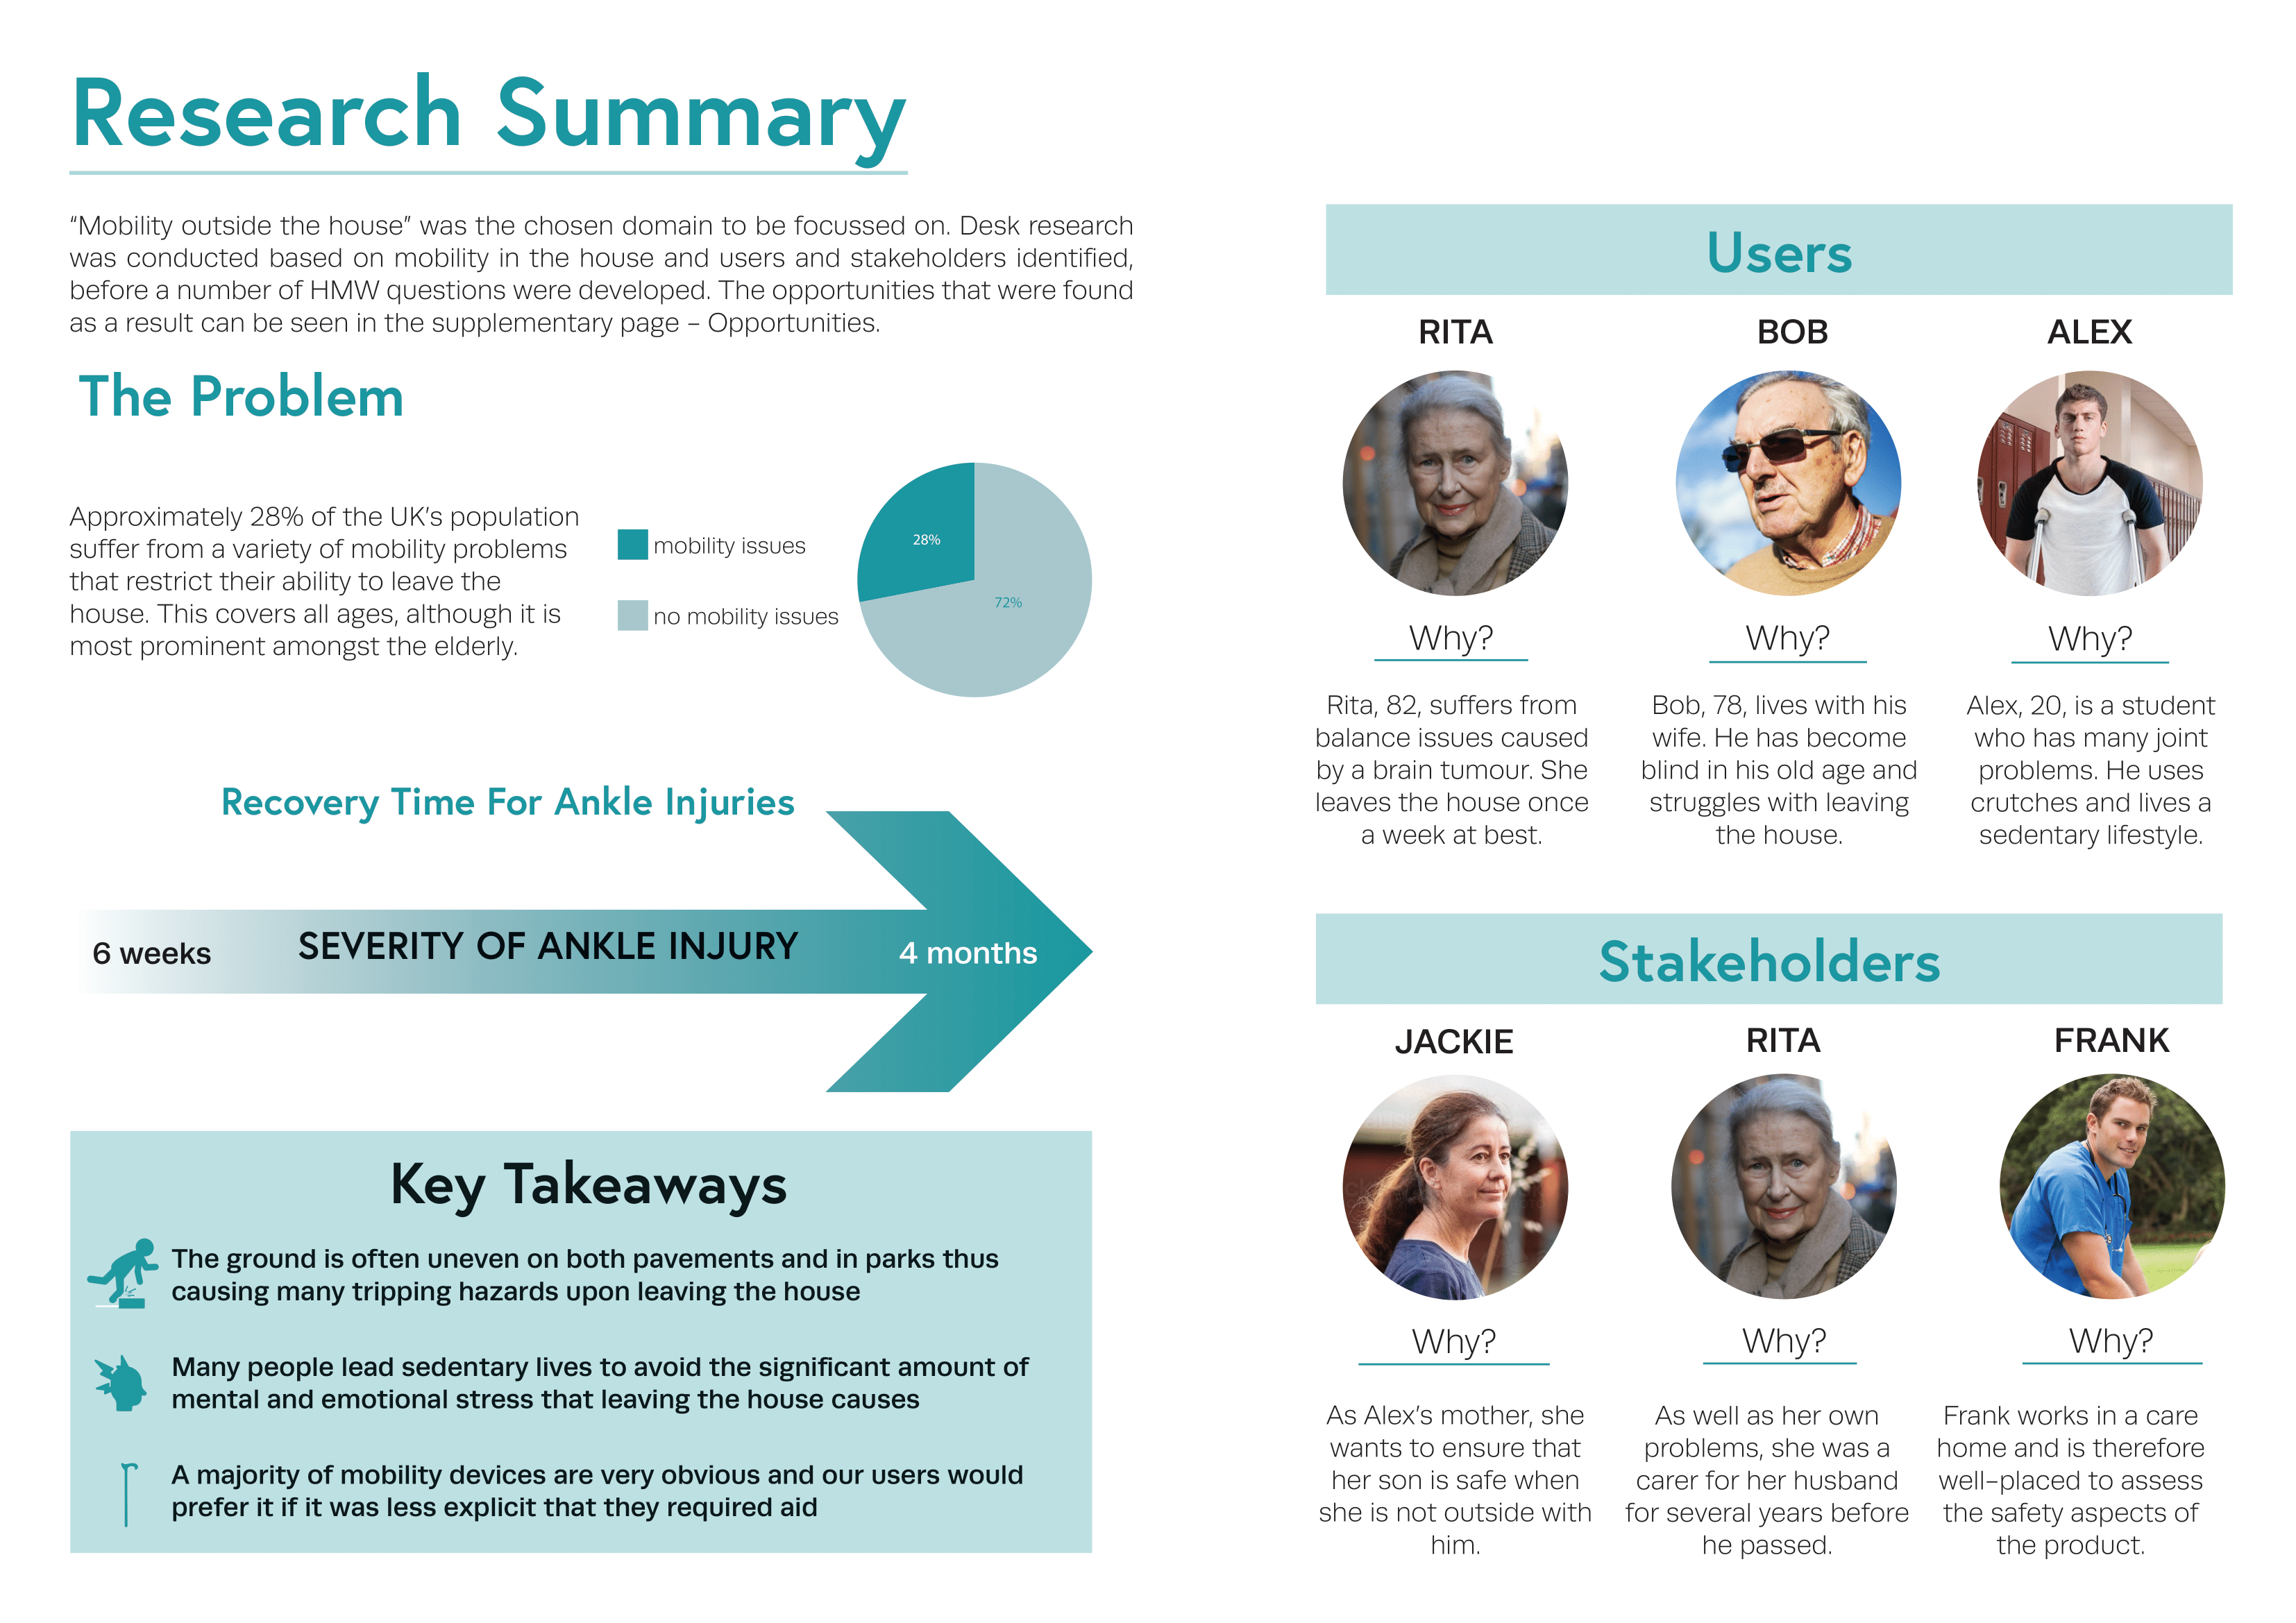 Research Summary
“Mobility outside the house” was the chosen domain to be focussed on. Desk research
was conducted based on mobility in the house and users and stakeholders identified,
before a number of HMW questions were developed. The opportunities that were found
as a result can be seen in the supplementary page – Opportunities.
The Problem
Approximately 28% of the UK’s population
suffer from a variety of mobility problems
that restrict their ability to leave the
house. This covers all ages, although it is
most prominent amongst the elderly.
mobility issues
no mobility issues
28%
72%
Recovery Time For Ankle Injuries
6 weeks
SEVERITY OF ANKLE INJURY
4 months
Key Takeaways
The ground is often uneven on both pavements and in parks thus
causing many tripping hazards upon leaving the house
Many people lead sedentary lives to avoid the significant amount of
mental and emotional stress that leaving the house causes
A majority of mobility devices are very obvious and our users would
prefer it if it was less explicit that they required aid
Users
RITA
Why?
Rita, 82, suffers from
balance issues caused
by a brain tumour. She
leaves the house once
a week at best.
BOB
Why?
Bob, 78, lives with his
wife. He has become
blind in his old age and
struggles with leaving
the house.
ALEX
Why?
Alex, 20, is a student
who has many joint
problems. He uses
crutches and lives a
sedentary lifestyle.
Stakeholders
JACKIE
Why?
As Alex’s mother, she
wants to ensure that
her son is safe when
she is not outside with
him.
RITA
Why?
As well as her own
problems, she was a
carer for her husband
for several years before
he passed.
FRANK
Why?
Frank works in a care
home and is therefore
well-placed to assess
the safety aspects of
the product.